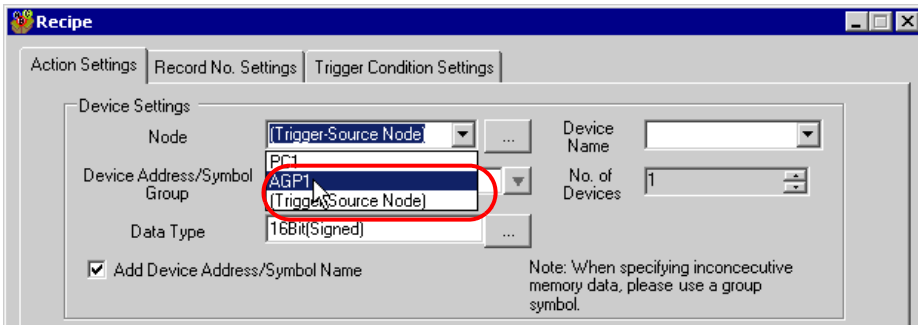 Recipe
Action Settings Record No. Settings Trigger Condition Settings
Device Settings
Node (Trigger-Source Node) ... Device Name
PC1
AGP1
(Trigger-Source Node)
Device Address/Symbol Group No. of Devices 1
Data Type 16Bit(Signed) ...
Add Device Address/Symbol Name
Note: When specifying inconcecutive
memory data, please use a group
symbol.